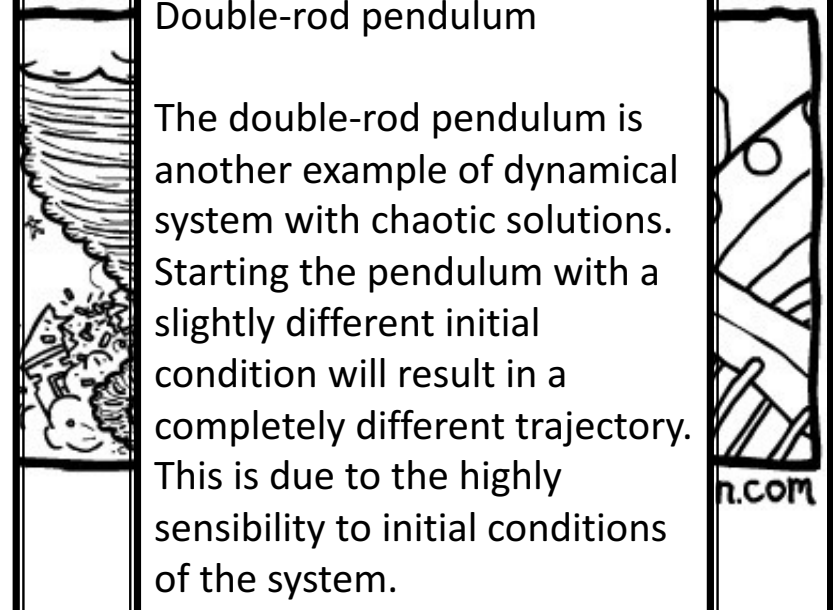 Double-rod pendulum
The double-rod pendulum is
another example of dynamical
system with chaotic solutions.
Starting the pendulum with a
slightly different initial
condition will result in a
completely different trajectory.
This is due to the highly
sensibility to initial conditions
of the system.
n.com